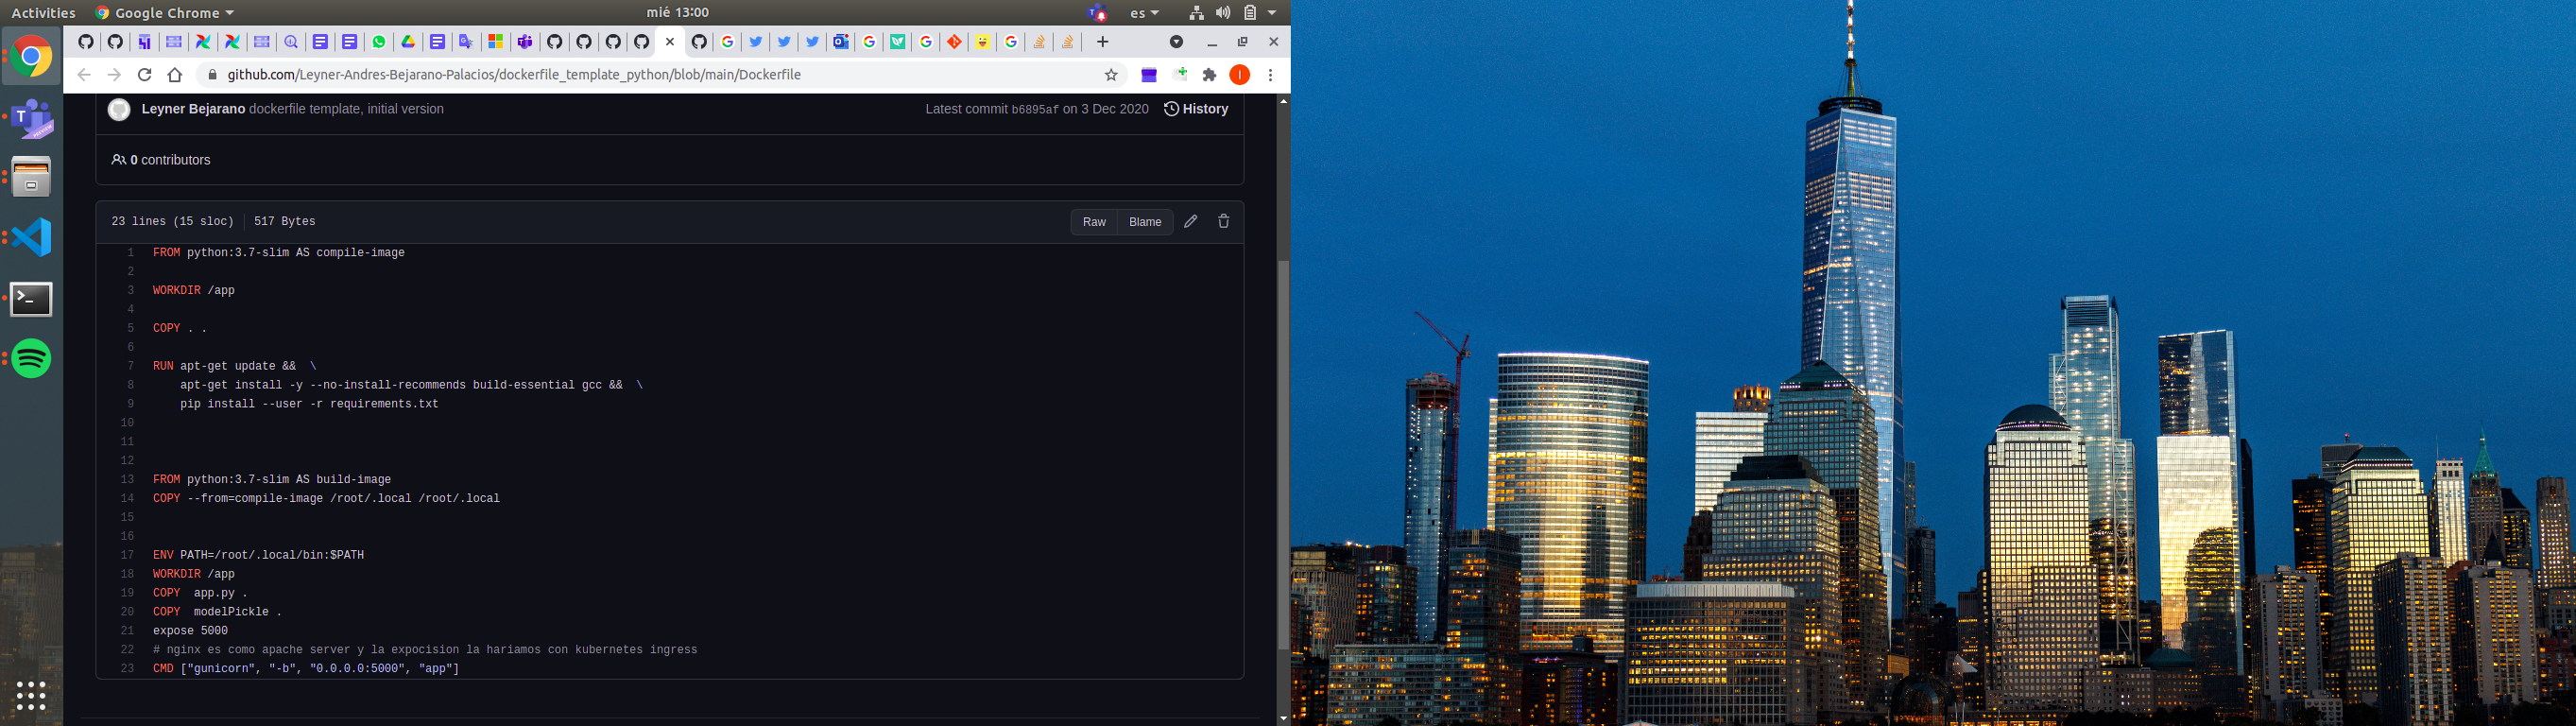 Activities Google Chrome mié 13:00 es
github.com/Leyner-Andres-Bejarano-Palacios/dockerfile_template_python/blob/main/Dockerfile I
Leyner Bejarano dockerfile template, initial version Latest commit b6895af on 3 Dec 2020 History
0 contributors
23 lines (15 sloc) 517 Bytes Raw Blame
1 FROM python:3.7-slim AS compile-image
2
3 WORKDIR /app
4
5 COPY . .
6
7 RUN apt-get update && \
8 apt-get install -y --no-install-recommends build-essential gcc && \
9 pip install --user -r requirements.txt
10
11
12
13 FROM python:3.7-slim AS build-image
14 COPY --from=compile-image /root/.local /root/.local
15
16
17 ENV PATH=/root/.local/bin:$PATH
18 WORKDIR /app
19 COPY app.py .
20 COPY modelPickle .
21 expose 5000
22 # nginx es como apache server y la expocision la hariamos con kubernetes ingress
23 CMD ["gunicorn", "-b", "0.0.0.0:5000", "app"]